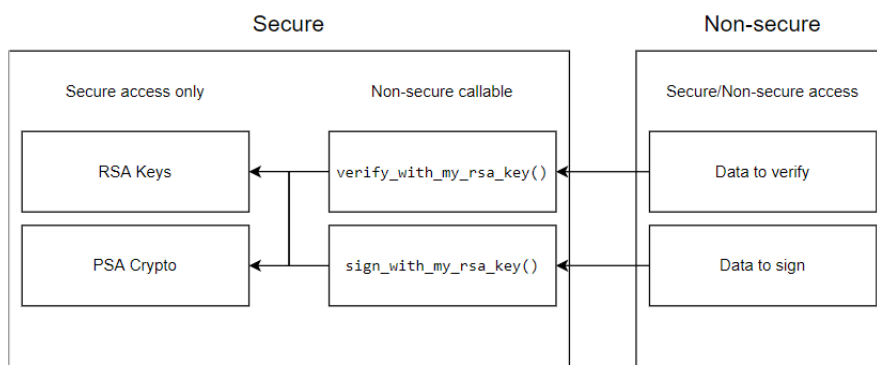 Secure
Non-secure
Secure access only
Non-secure callable
Secure/Non-secure access
RSA Keys
verify_with_my_rsa_key()
Data to verify
PSA Crypto
sign_with_my_rsa_key()
Data to sign